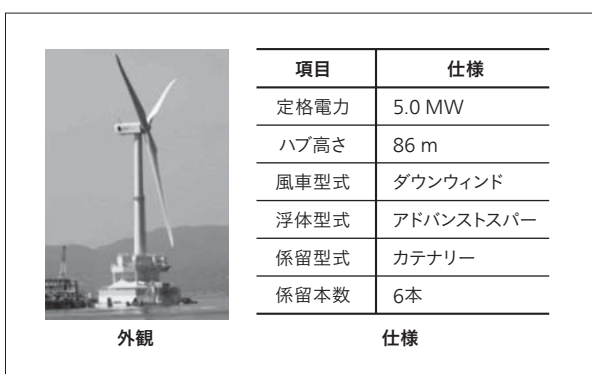 項目 仕様
定格電力 5.0 MW
ハブ高さ 86 m
風車型式 ダウンウィンド
浮体型式 アドバンストスパー
係留型式 カテナリー
係留本数 6本
外観 仕様